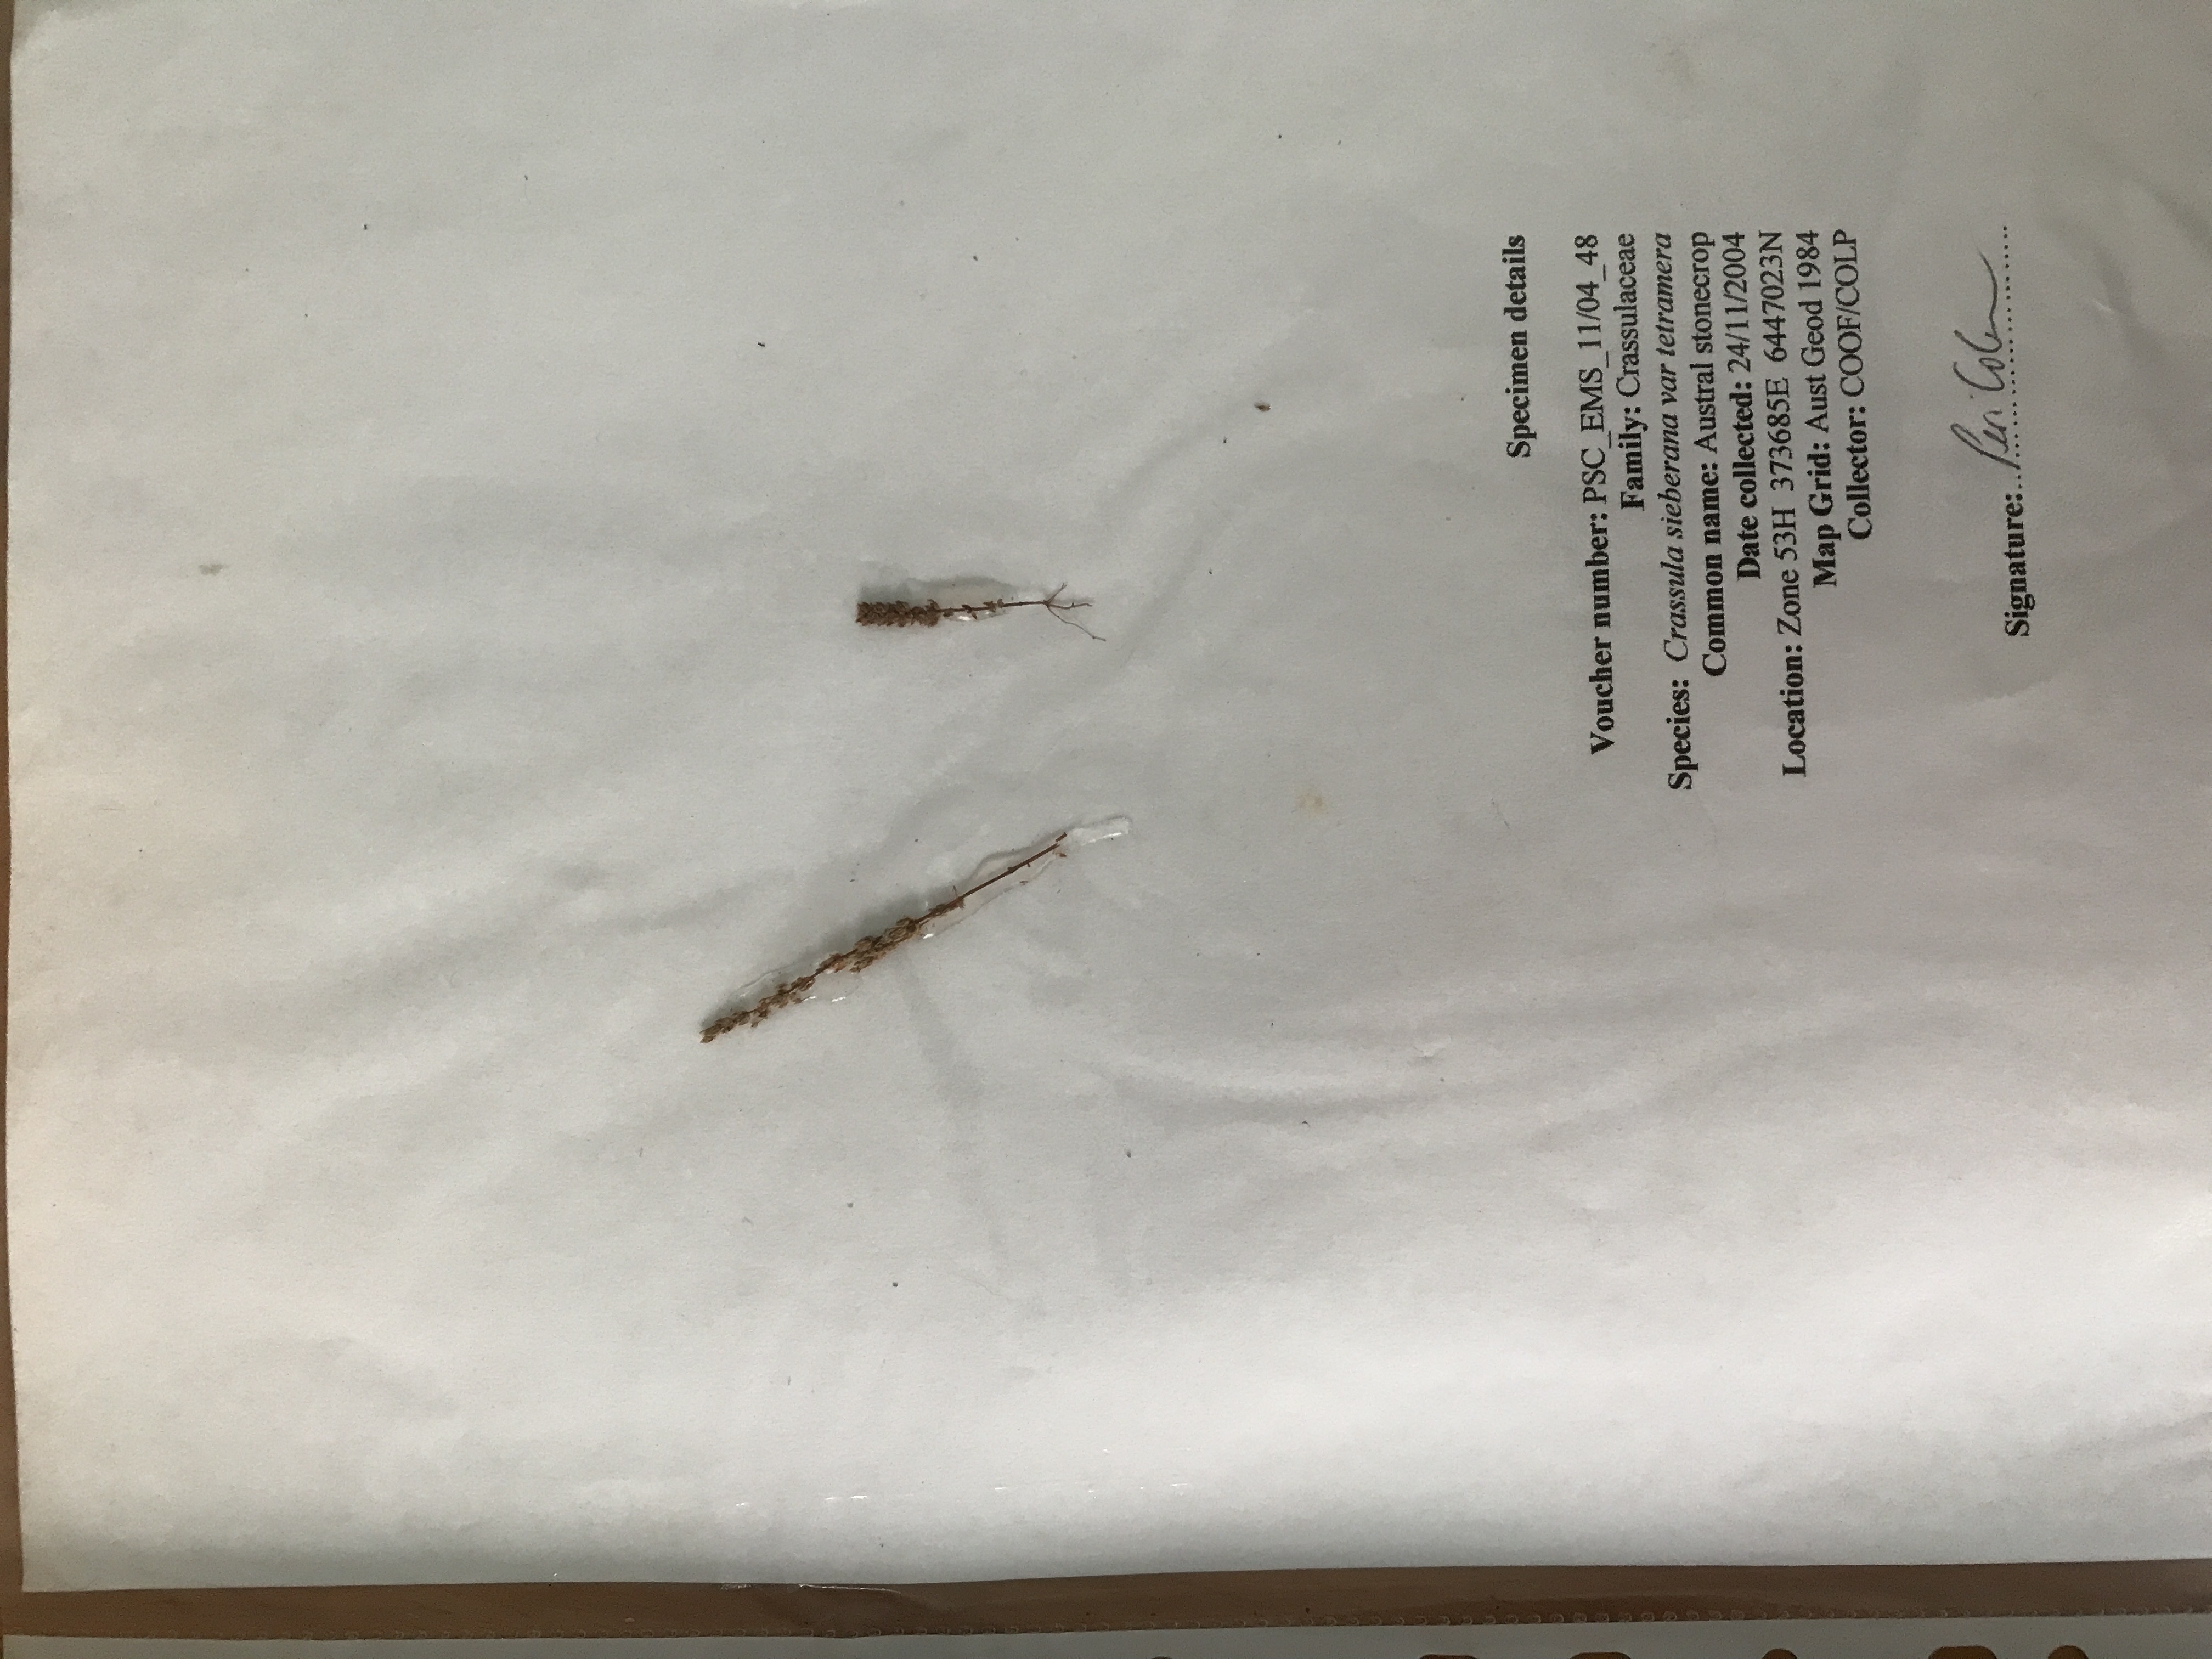 Specimen details
Voucher number: PSC_EMS_11/04_48
Family: Crassulaceae
Species: Crassula sieberana var tetramera
Common name: Austral stonecrop
Date collected: 24/11/2004
Location: Zone 53H 373685E 6447023N
Map Grid: Aust Geod 1984
Collector: COOF/COLP
Signature: Peri Coleman